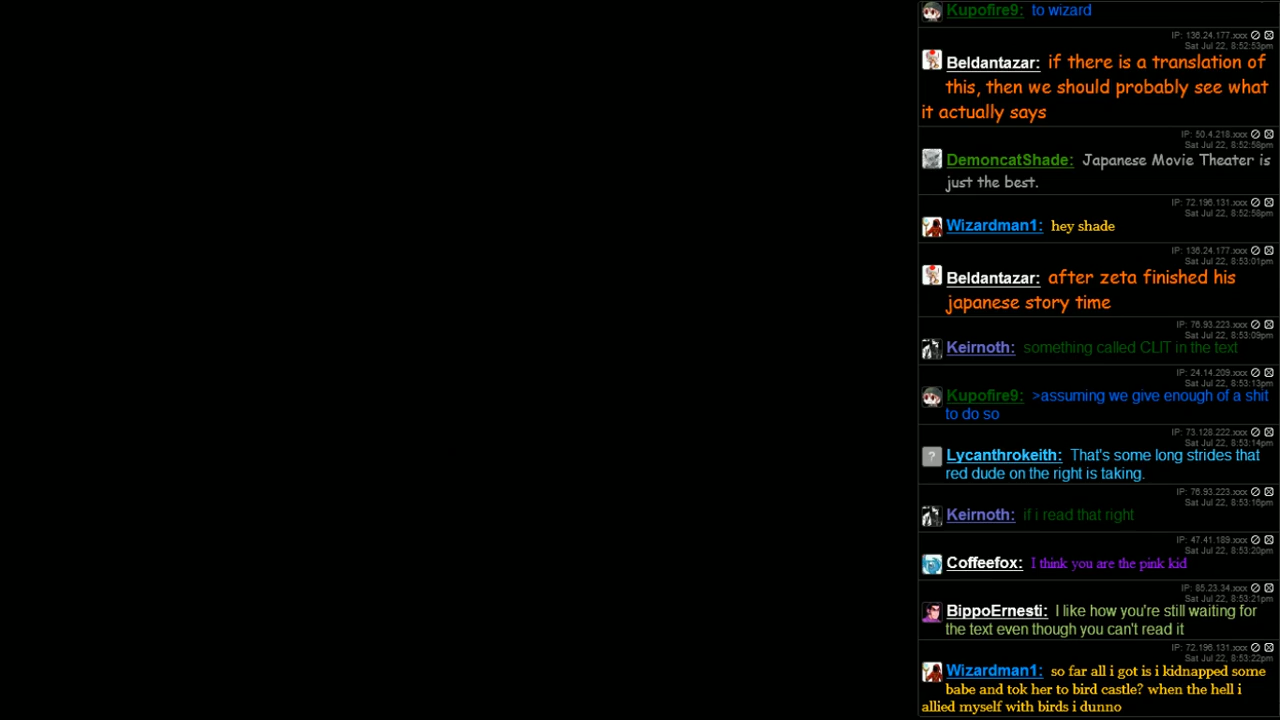 Kupofire9: to wizard
IP: 136.24.177.xxx
Sat Jul 22, 8:52:53pm
Beldantazar: if there is a translation of
this, then we should probably see what
it actually says
IP: 50.4.218.xxx
Sat Jul 22, 8:52:58pm
DemoncatShade: Japanese Movie Theater is
just the best.
IP: 72.196.131.xxx
Sat Jul 22, 8:52:58pm
Wizardman1: hey shade
IP: 136.24.177.xxx
Sat Jul 22, 8:53:01pm
Beldantazar: after zeta finished his
japanese story time
IP: 76.93.223.xxx
Sat Jul 22, 8:53:09pm
Keirnoth: something called CLIT in the text
IP: 24.14.209.xxx
Sat Jul 22, 8:53:13pm
Kupofire9: >assuming we give enough of a shit
to do so
IP: 73.128.222.xxx
Sat Jul 22, 8:53:14pm
Lycanthrokeith: That's some long strides that
red dude on the right is taking.
IP: 76.93.223.xxx
Sat Jul 22, 8:53:16pm
Keirnoth: if i read that right
IP: 47.41.189.xxx
Sat Jul 22, 8:53:20pm
Coffeefox: I think you are the pink kid
IP: 85.23.34.xxx
Sat Jul 22, 8:53:21pm
BippoErnesti: I like how you're still waiting for
the text even though you can't read it
IP: 72.196.131.xxx
Sat Jul 22, 8:53:22pm
Wizardman1: so far all i got is i kidnapped some
babe and tok her to bird castle? when the hell i
allied myself with birds i dunno